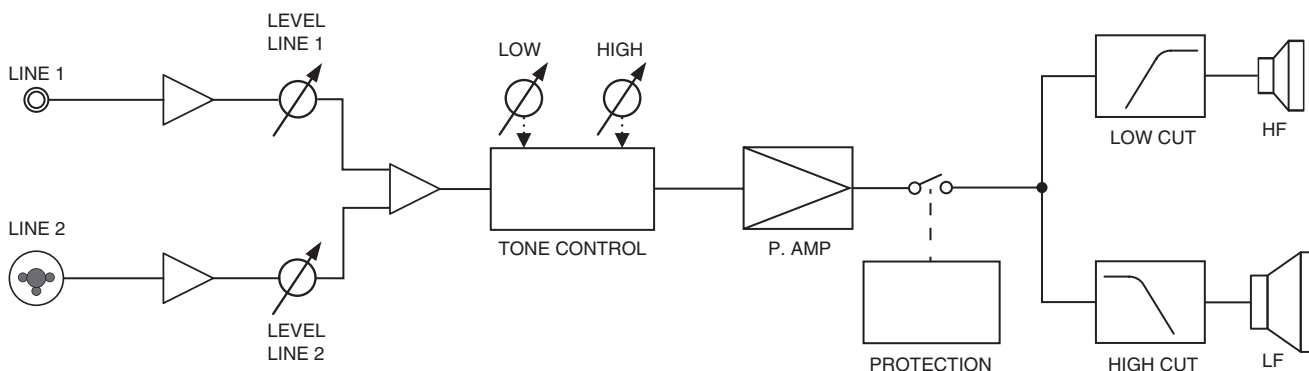 LEVEL
LINE 1
LOW
HIGH
LINE 1
LOW CUT
HF
LINE 2
TONE CONTROL
P. AMP
LEVEL
LINE 2
PROTECTION
HIGH CUT
LF